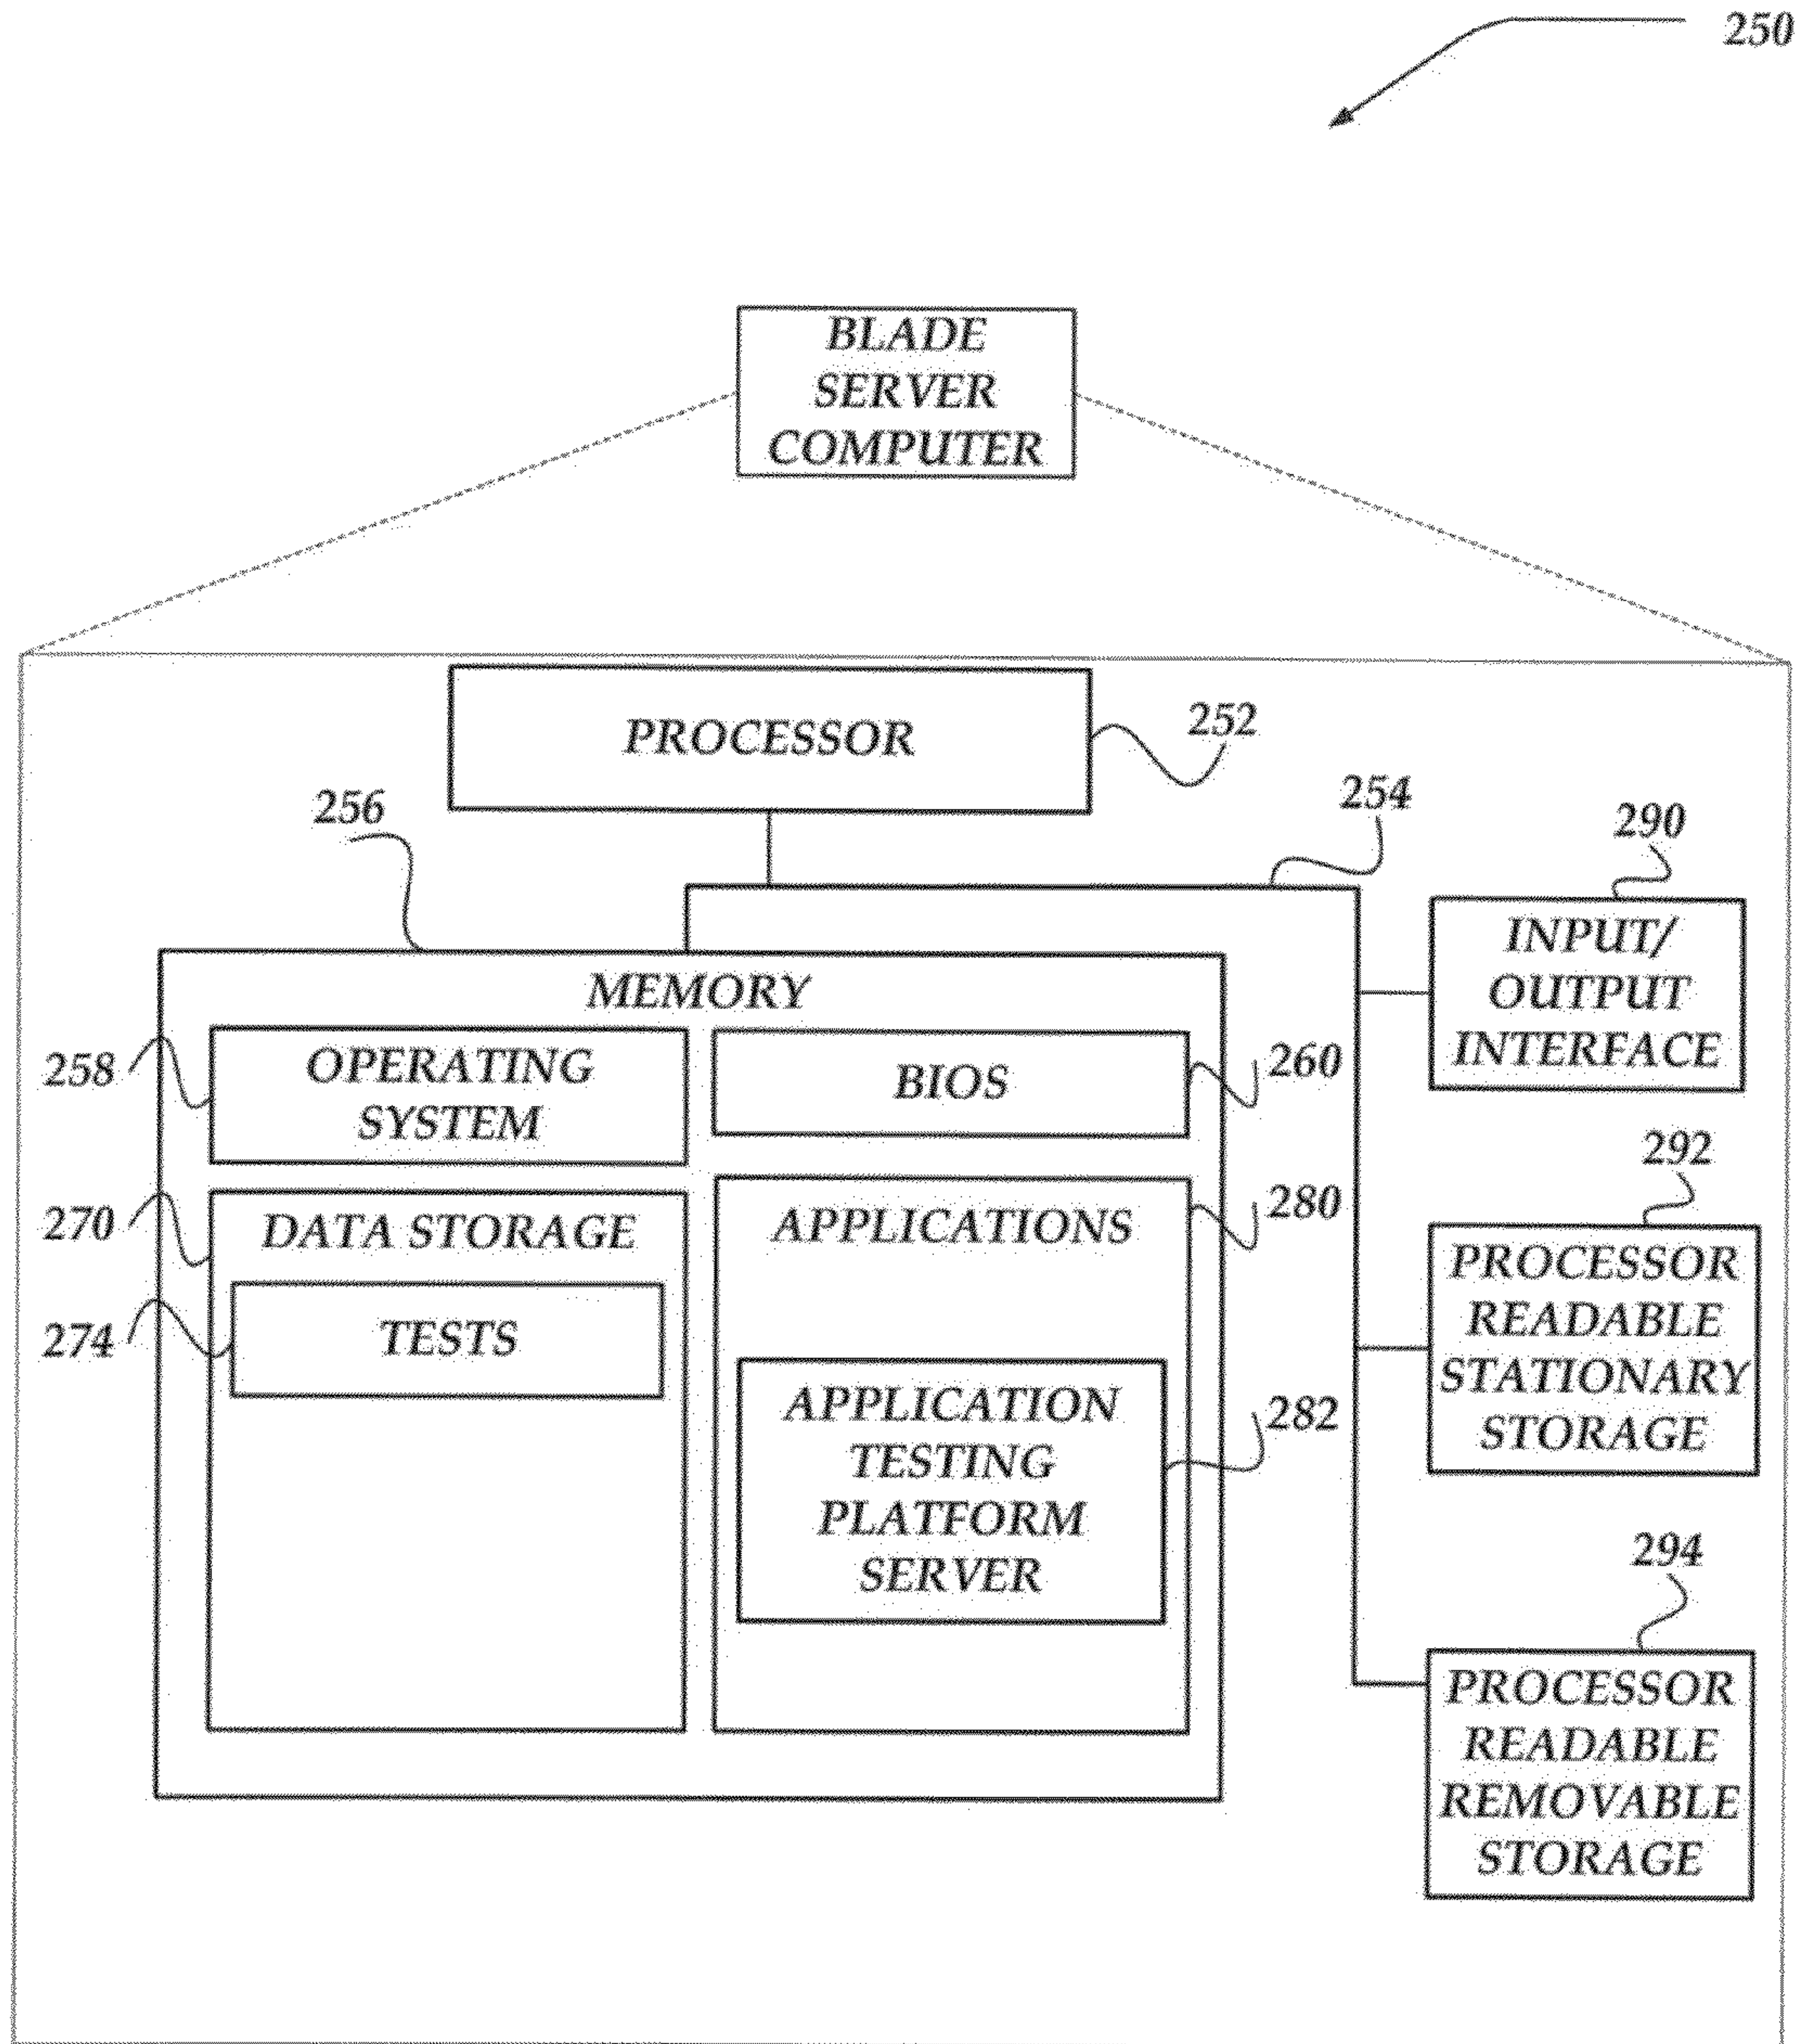 250
BLADE
SERVER
COMPUTER
PROCESSOR
252
256
254
290
INPUT/
OUTPUT
INTERFACE
MEMORY
258
OPERATING
SYSTEM
BIOS
260
292
270
DATA STORAGE
APPLICATIONS
280
PROCESSOR
READABLE
STATIONARY
STORAGE
274
TESTS
APPLICATION
TESTING
PLATFORM
SERVER
282
294
PROCESSOR
READABLE
REMOVABLE
STORAGE